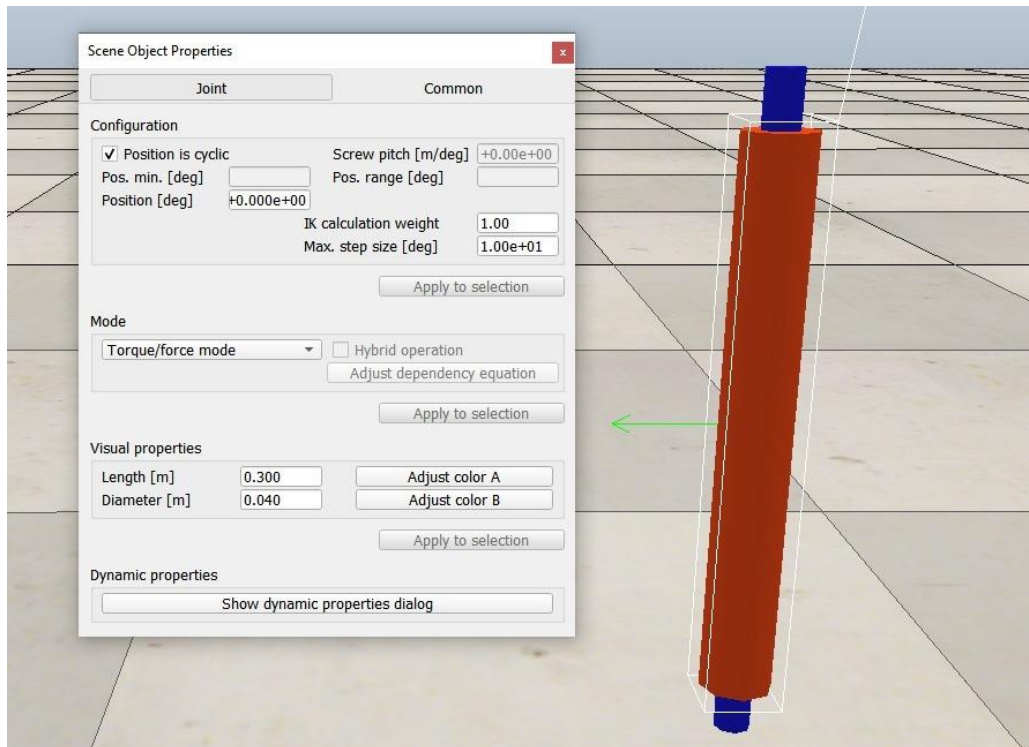 Scene Object Properties x
Joint Common
Configuration
Position is cyclic Screw pitch [m/deg] +0.00e+00
Pos. min. [deg] Pos. range [deg]
Position [deg] +0.000e+00
IK calculation weight 1.00
Max. step size [deg] 1.00e+01
Apply to selection
Mode
Torque/force mode Hybrid operation
Adjust dependency equation
Apply to selection
Visual properties
Length [m] 0.300 Adjust color A
Diameter [m] 0.040 Adjust color B
Apply to selection
Dynamic properties
Show dynamic properties dialog